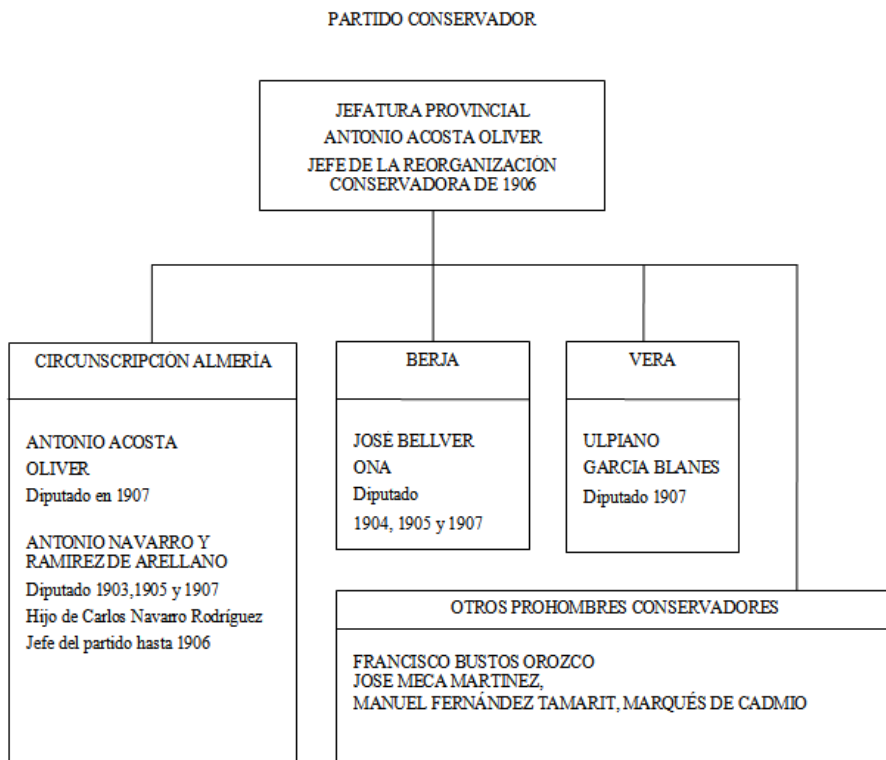 PARTIDO CONSERVADOR
JEFATURA PROVINCIAL
ANTONIO ACOSTA OLIVER
JEFE DE LA REORGANIZACIÓN
CONSERVADORA DE 1906
CIRCUNSCRIPCIÓN ALMERÍA
ANTONIO ACOSTA
OLIVER
Diputado en 1907
ANTONIO NAVARRO Y
RAMIREZ DE ARELLANO
Diputado 1903,1905 y 1907
Hijo de Carlos Navarro Rodríguez
Jefe del partido hasta 1906
BERJA
JOSÉ BELLVER
ONA
Diputado
1904, 1905 y 1907
VERA
ULPIANO
GARCIA BLANES
Diputado 1907
OTROS PROHOMBRES CONSERVADORES
FRANCISCO BUSTOS OROZCO
JOSE MECA MARTINEZ,
MANUEL FERNÁNDEZ TAMARIT, MARQUÉS DE CADMIO